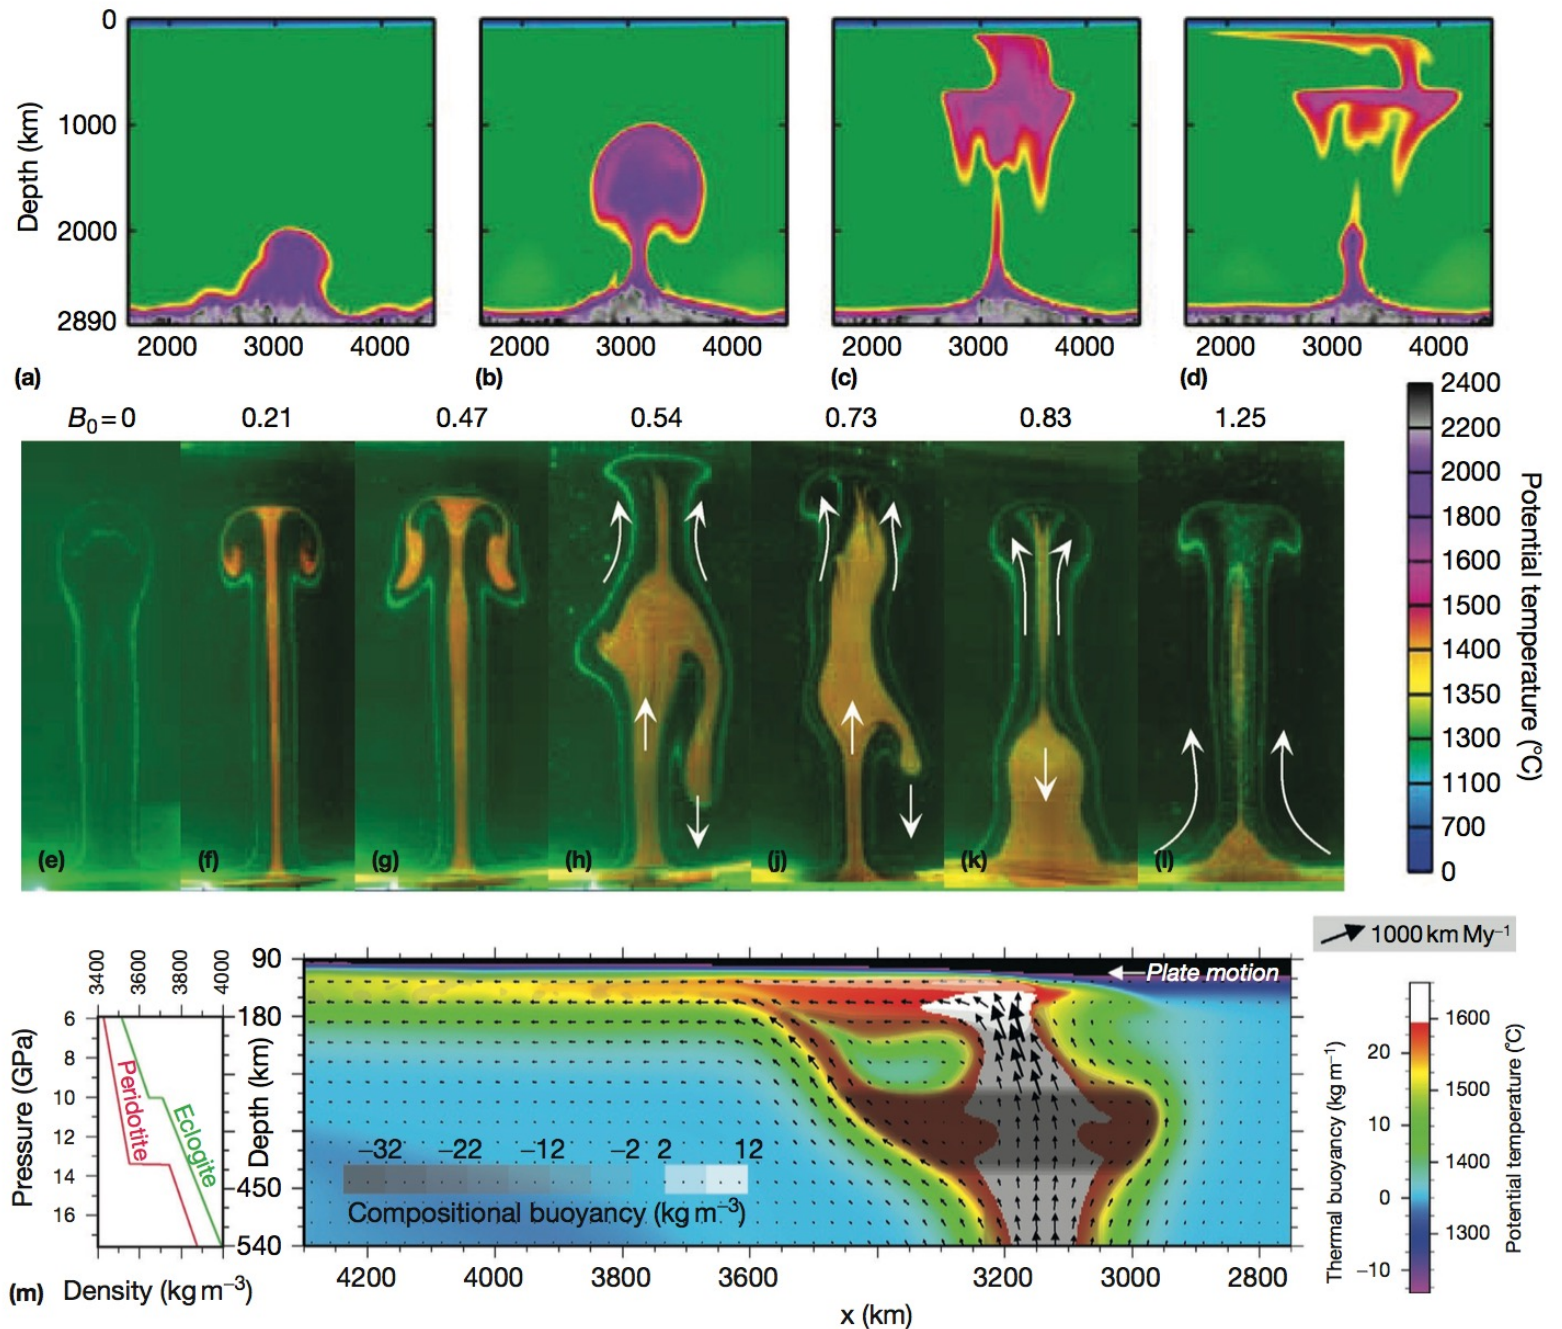 0
1000
2000
2890
Depth (km)
2000 3000 4000
2000 3000 4000
2000 3000 4000
2000 3000 4000
(a)
(b)
(c)
(d)
B₀ = 0 0.21 0.47 0.54 0.73 0.83 1.25
(e)
(f)
(g)
(h)
(j)
(k)
(l)
2400
2200
2000
1800
1600
1500
1400
1350
1300
1100
700
0
Potential temperature (°C)
3400 3600 3800 4000
6
8
10
12
14
16
Pressure (GPa)
Peridotite
Eclogite
(m) Density (kg m⁻³)
90
180
450
540
Depth (km)
Plate motion
1000 km My⁻¹
−32 −22 −12 −2 2 12
Compositional buoyancy (kg m⁻³)
4200 4000 3800 3600 3200 3000 2800
x (km)
Thermal buoyancy (kg m⁻³)
20
10
0
−10
1600
1500
1400
1300
Potential temperature (°C)